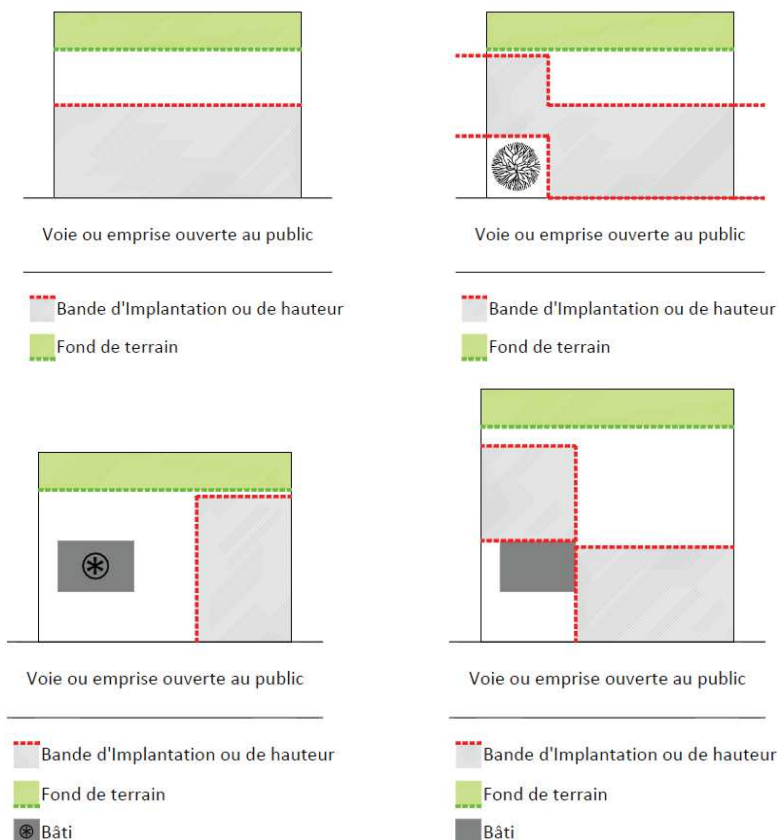 Voie ou emprise ouverte au public
Bande d'Implantation ou de hauteur
Fond de terrain
Voie ou emprise ouverte au public
Bande d'Implantation ou de hauteur
Fond de terrain
Voie ou emprise ouverte au public
Bande d'Implantation ou de hauteur
Fond de terrain
Bâti
Voie ou emprise ouverte au public
Bande d'Implantation ou de hauteur
Fond de terrain
Bâti